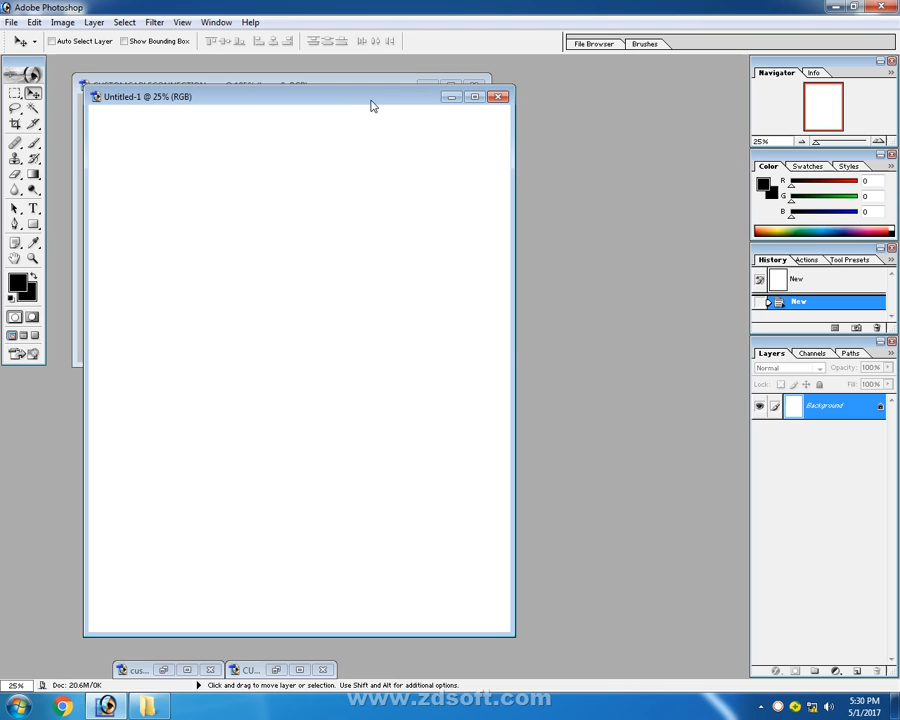 Adobe Photoshop
File Edit Image Layer Select Filter View Window Help
Auto Select Layer Show Bounding Box File Browser Brushes
Untitled-1 @ 25% (RGB)
Navigator Info
25%
Color Swatches Styles
R 0
G 0
B 0
History Actions Tool Presets
New
New
Layers Channels Paths
Normal Opacity: 100%
Lock: Fill: 100%
Background
cus... CU...
25% Doc: 20.6M/0K Click and drag to move layer or selection. Use Shift and Alt for additional options.
www.zdsoft.com
5:30 PM
5/1/2017